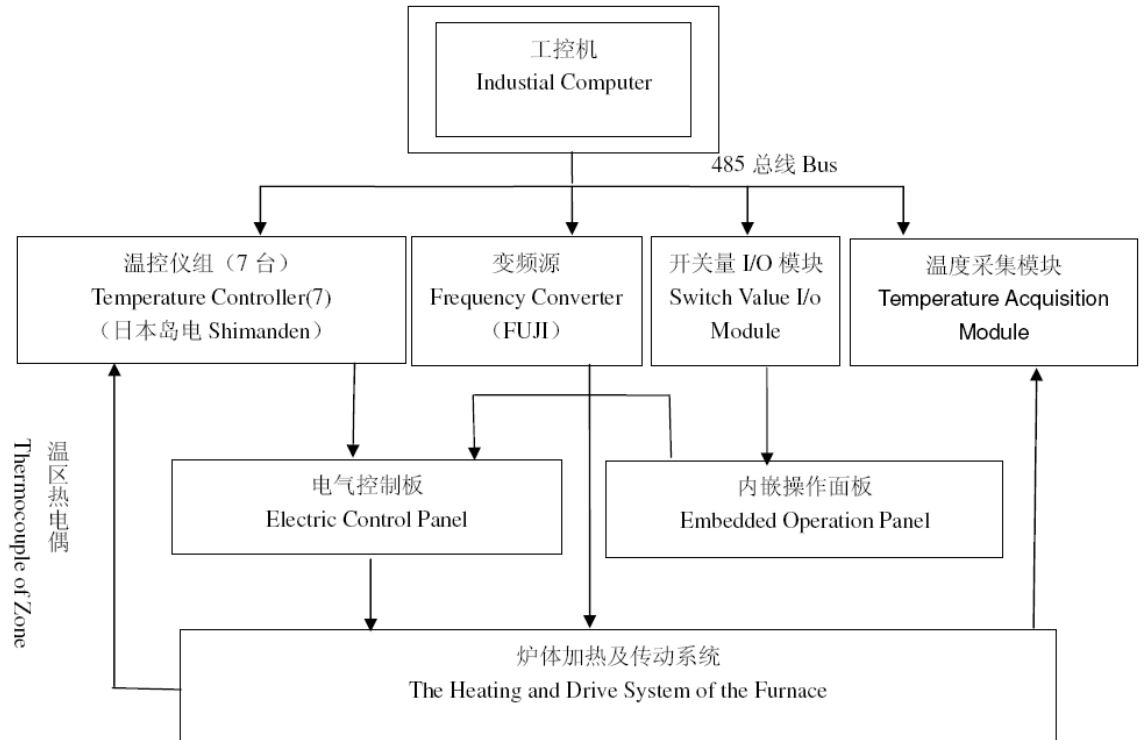 工控机
Industial Computer
485 总线 Bus
温控仪组（7 台）
Temperature Controller(7)
（日本岛电 Shimanden）
变频源
Frequency Converter
（FUJI）
开关量 I/O 模块
Switch Value I/o
Module
温度采集模块
Temperature Acquisition
Module
温区热电偶
Thermocouple of Zone
电气控制板
Electric Control Panel
内嵌操作面板
Embedded Operation Panel
炉体加热及传动系统
The Heating and Drive System of the Furnace